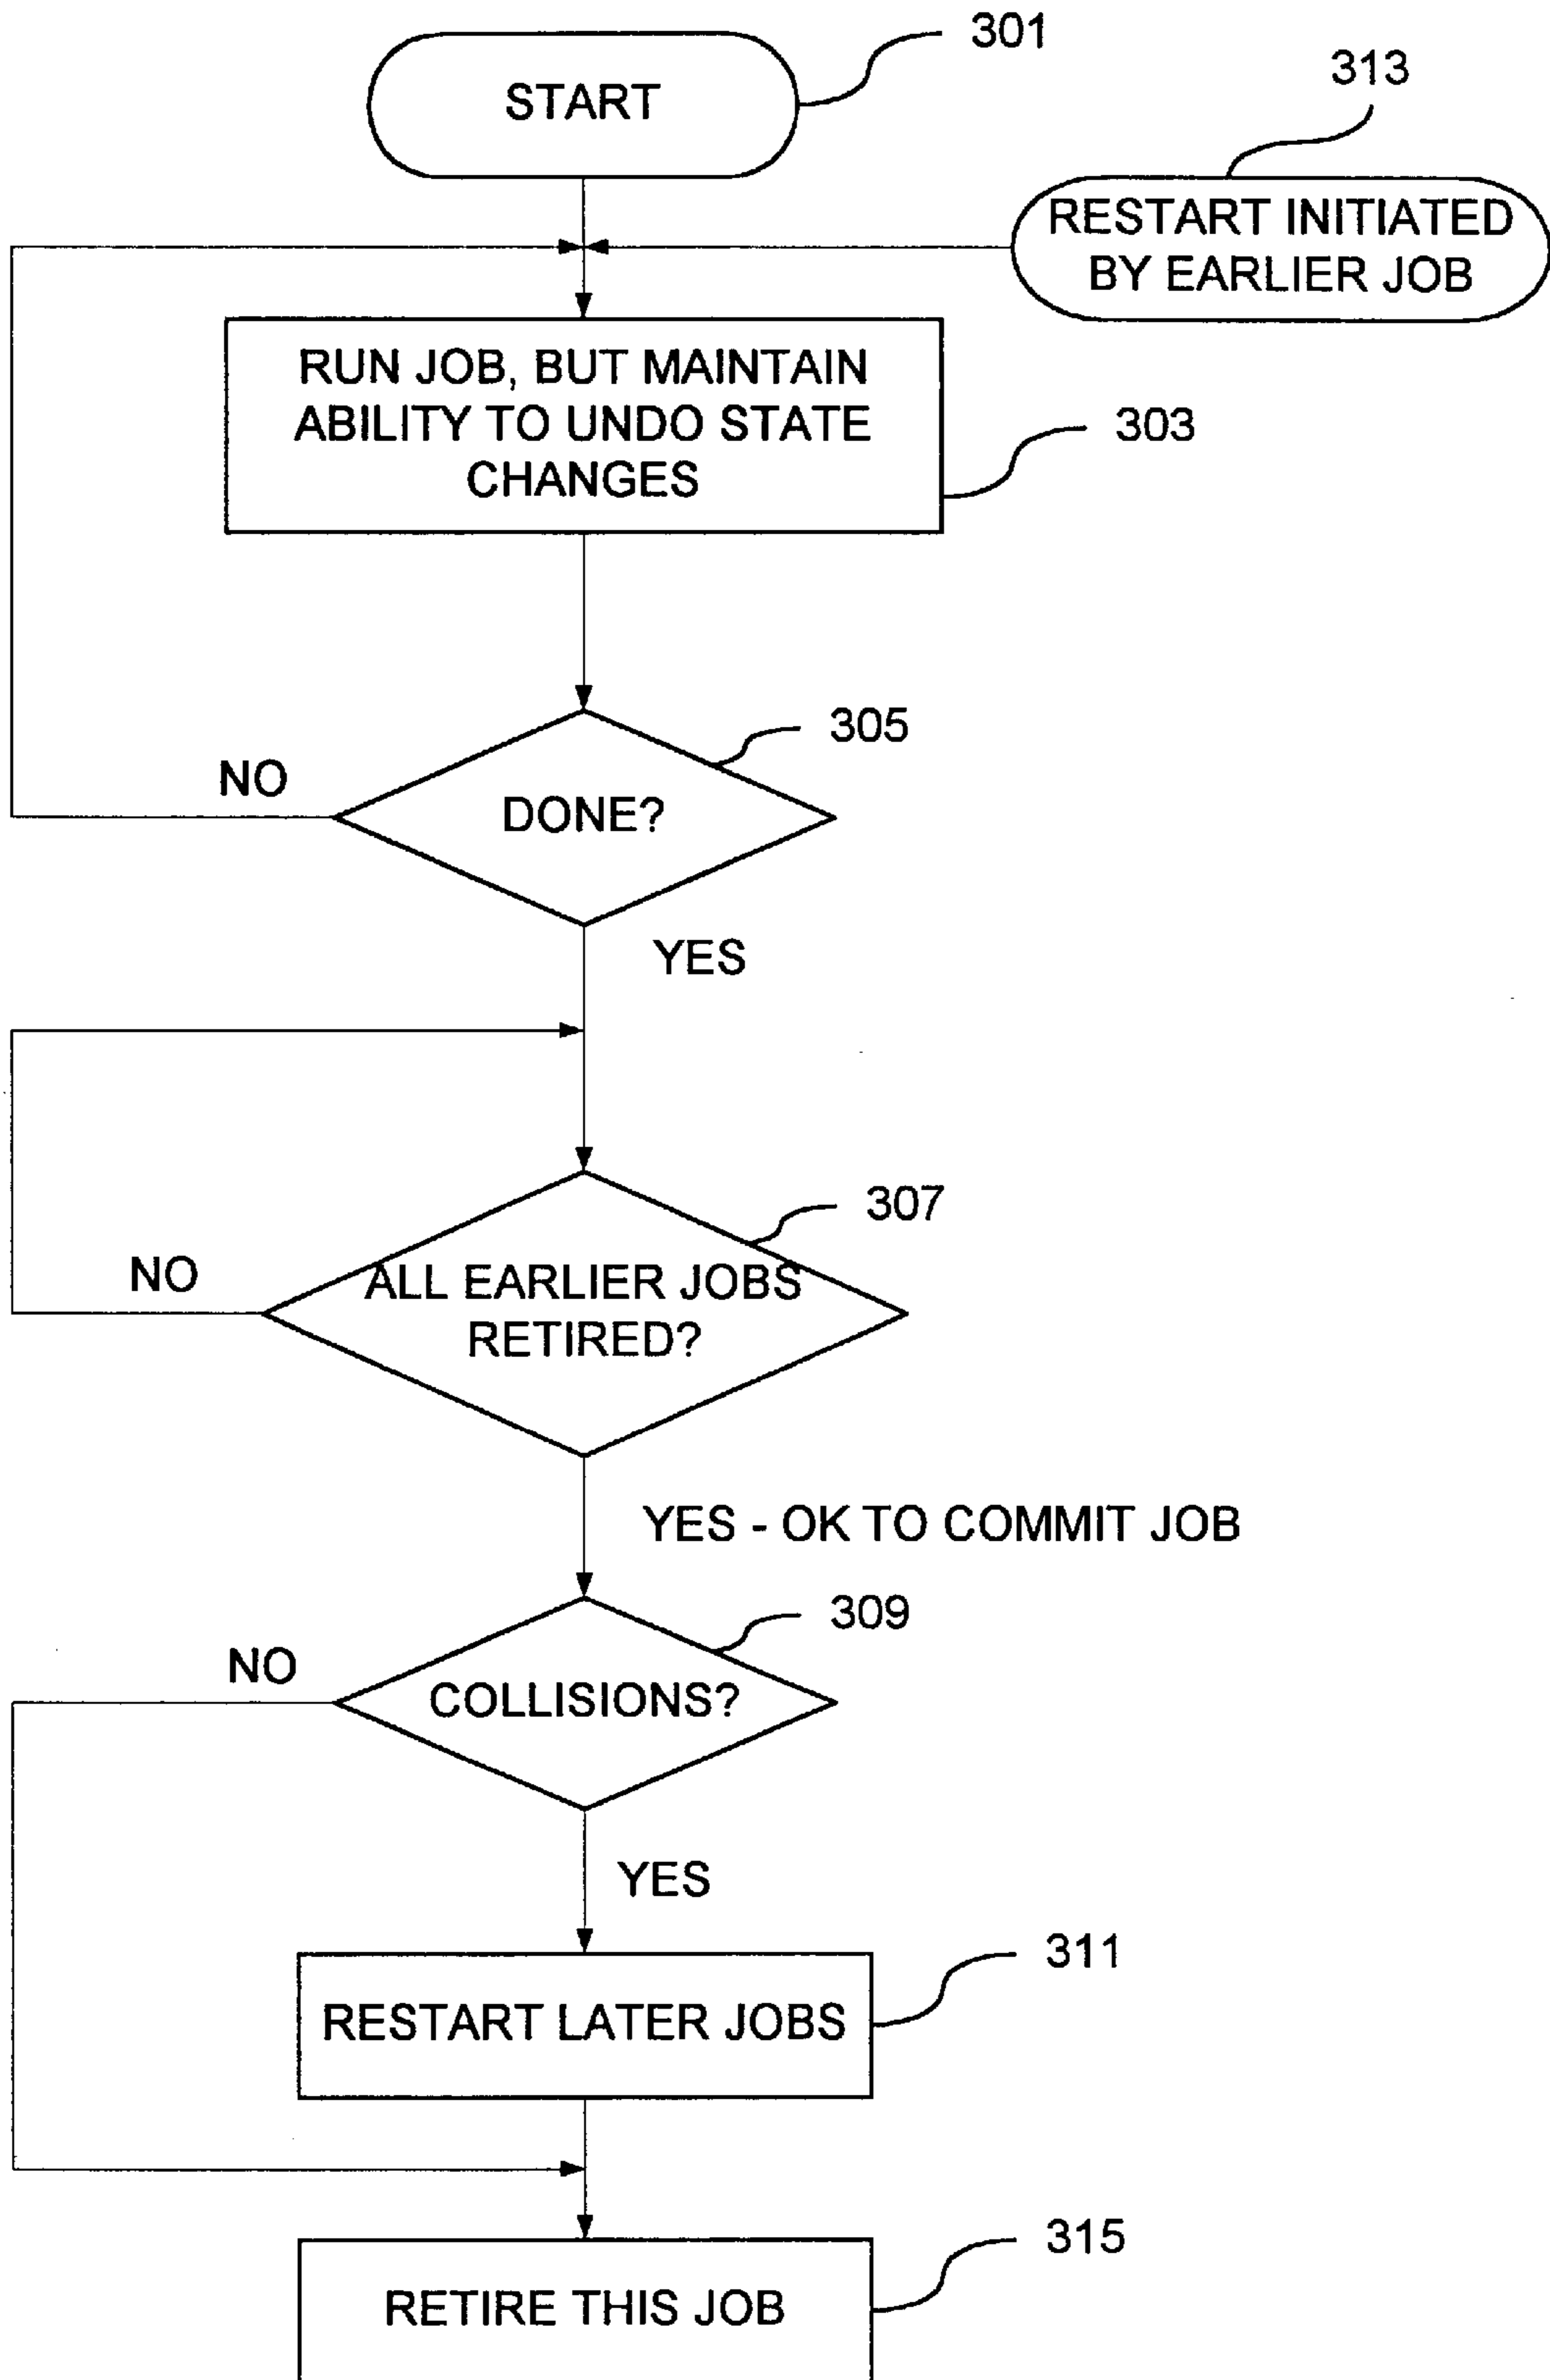 301
START
313
RESTART INITIATED
BY EARLIER JOB
RUN JOB, BUT MAINTAIN
ABILITY TO UNDO STATE
CHANGES
303
305
NO
DONE?
YES
307
NO
ALL EARLIER JOBS
RETIRED?
YES - OK TO COMMIT JOB
309
NO
COLLISIONS?
YES
311
RESTART LATER JOBS
315
RETIRE THIS JOB